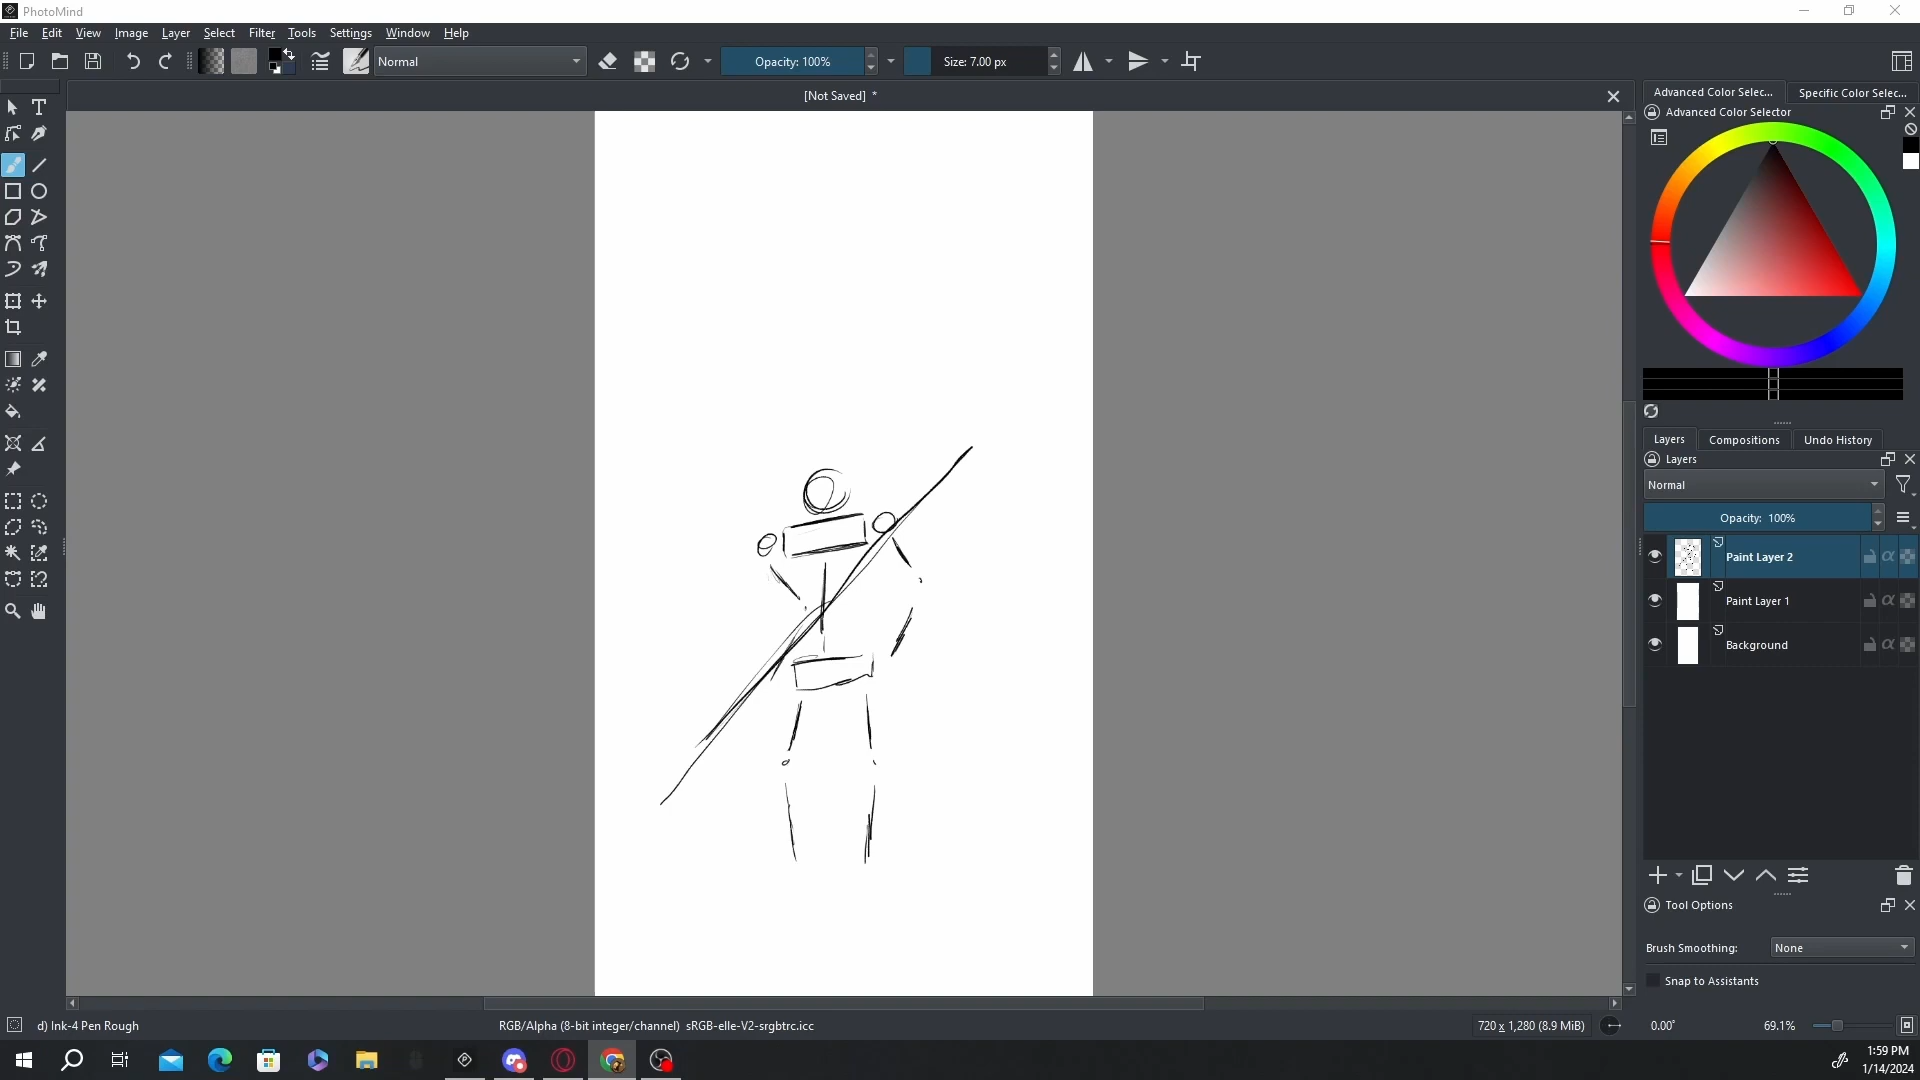 PhotoMind
File Edit View Image Layer Select Filter Tools Settings Window Help
Normal
Opacity: 100%
Size: 7.00 px
[Not Saved] *
Advanced Color Selec...
Specific Color Selec...
Advanced Color Selector
Layers
Compositions
Undo History
Layers
Normal
Opacity: 100%
Paint Layer 2
Paint Layer 1
Background
Tool Options
Brush Smoothing:
None
Snap to Assistants
d) Ink-4 Pen Rough
RGB/Alpha (8-bit integer/channel) sRGB-elle-V2-srgbtrc.icc
720 x 1,280 (8.9 MiB)
0.00°
69.1%
1:59 PM
1/14/2024